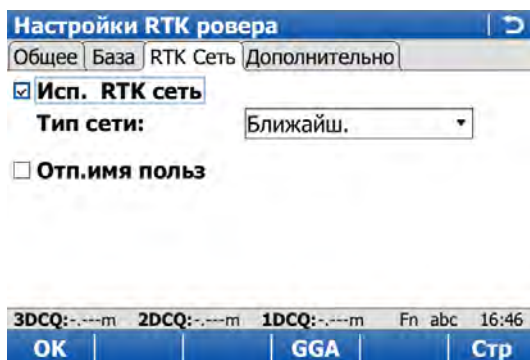 Настройки RTK ровера
Общее База RTK Сеть Дополнительно
Исп. RTK сеть
Тип сети: Ближайш.
Отп.имя польз
3DCQ:-.---m 2DCQ:-.---m 1DCQ:-.---m Fn abc 16:46
OK GGA Стр